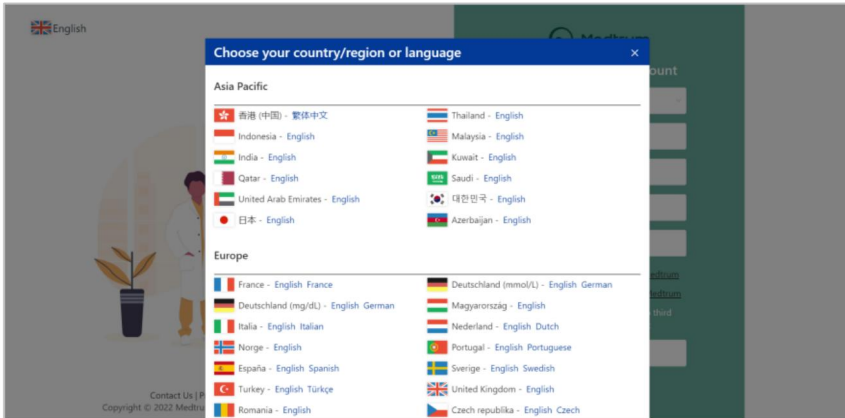 English
Choose your country/region or language
ount
Asia Pacific
香港 (中国) - 繁体中文
Thailand - English
Indonesia - English
Malaysia - English
India - English
Kuwait - English
Qatar - English
Saudi - English
United Arab Emirates - English
대한민국 - English
日本 - English
Azerbaijan - English
Europe
France - English France
Deutschland (mmol/L) - English German
Deutschland (mg/dL) - English German
Magyarország - English
Italia - English Italian
Nederland - English Dutch
Norge - English
Portugal - English Portuguese
España - English Spanish
Sverige - English Swedish
third
Turkey - English Türkçe
United Kingdom - English
Contact Us | P
Copyright © 2022 Medtru
Romania - English
Czech republika - English Czech